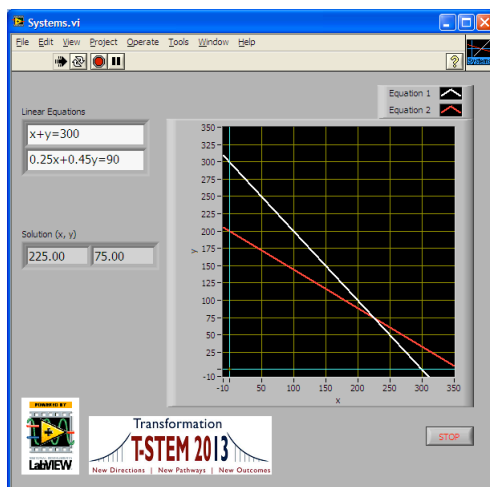 Systems.vi
File Edit View Project Operate Tools Window Help
?
Systems
Equation 1
Equation 2
Linear Equations
x+y=300
0.25x+0.45y=90
Solution (x, y)
225.00 75.00
350
325
300
275
250
225
200
175
150
125
100
75
50
25
-10
y
-10 50 100 150 200 250 300 350
x
POWERED BY
LabVIEW
Transformation
T-STEM 2013
New Directions | New Pathways | New Outcomes
STOP